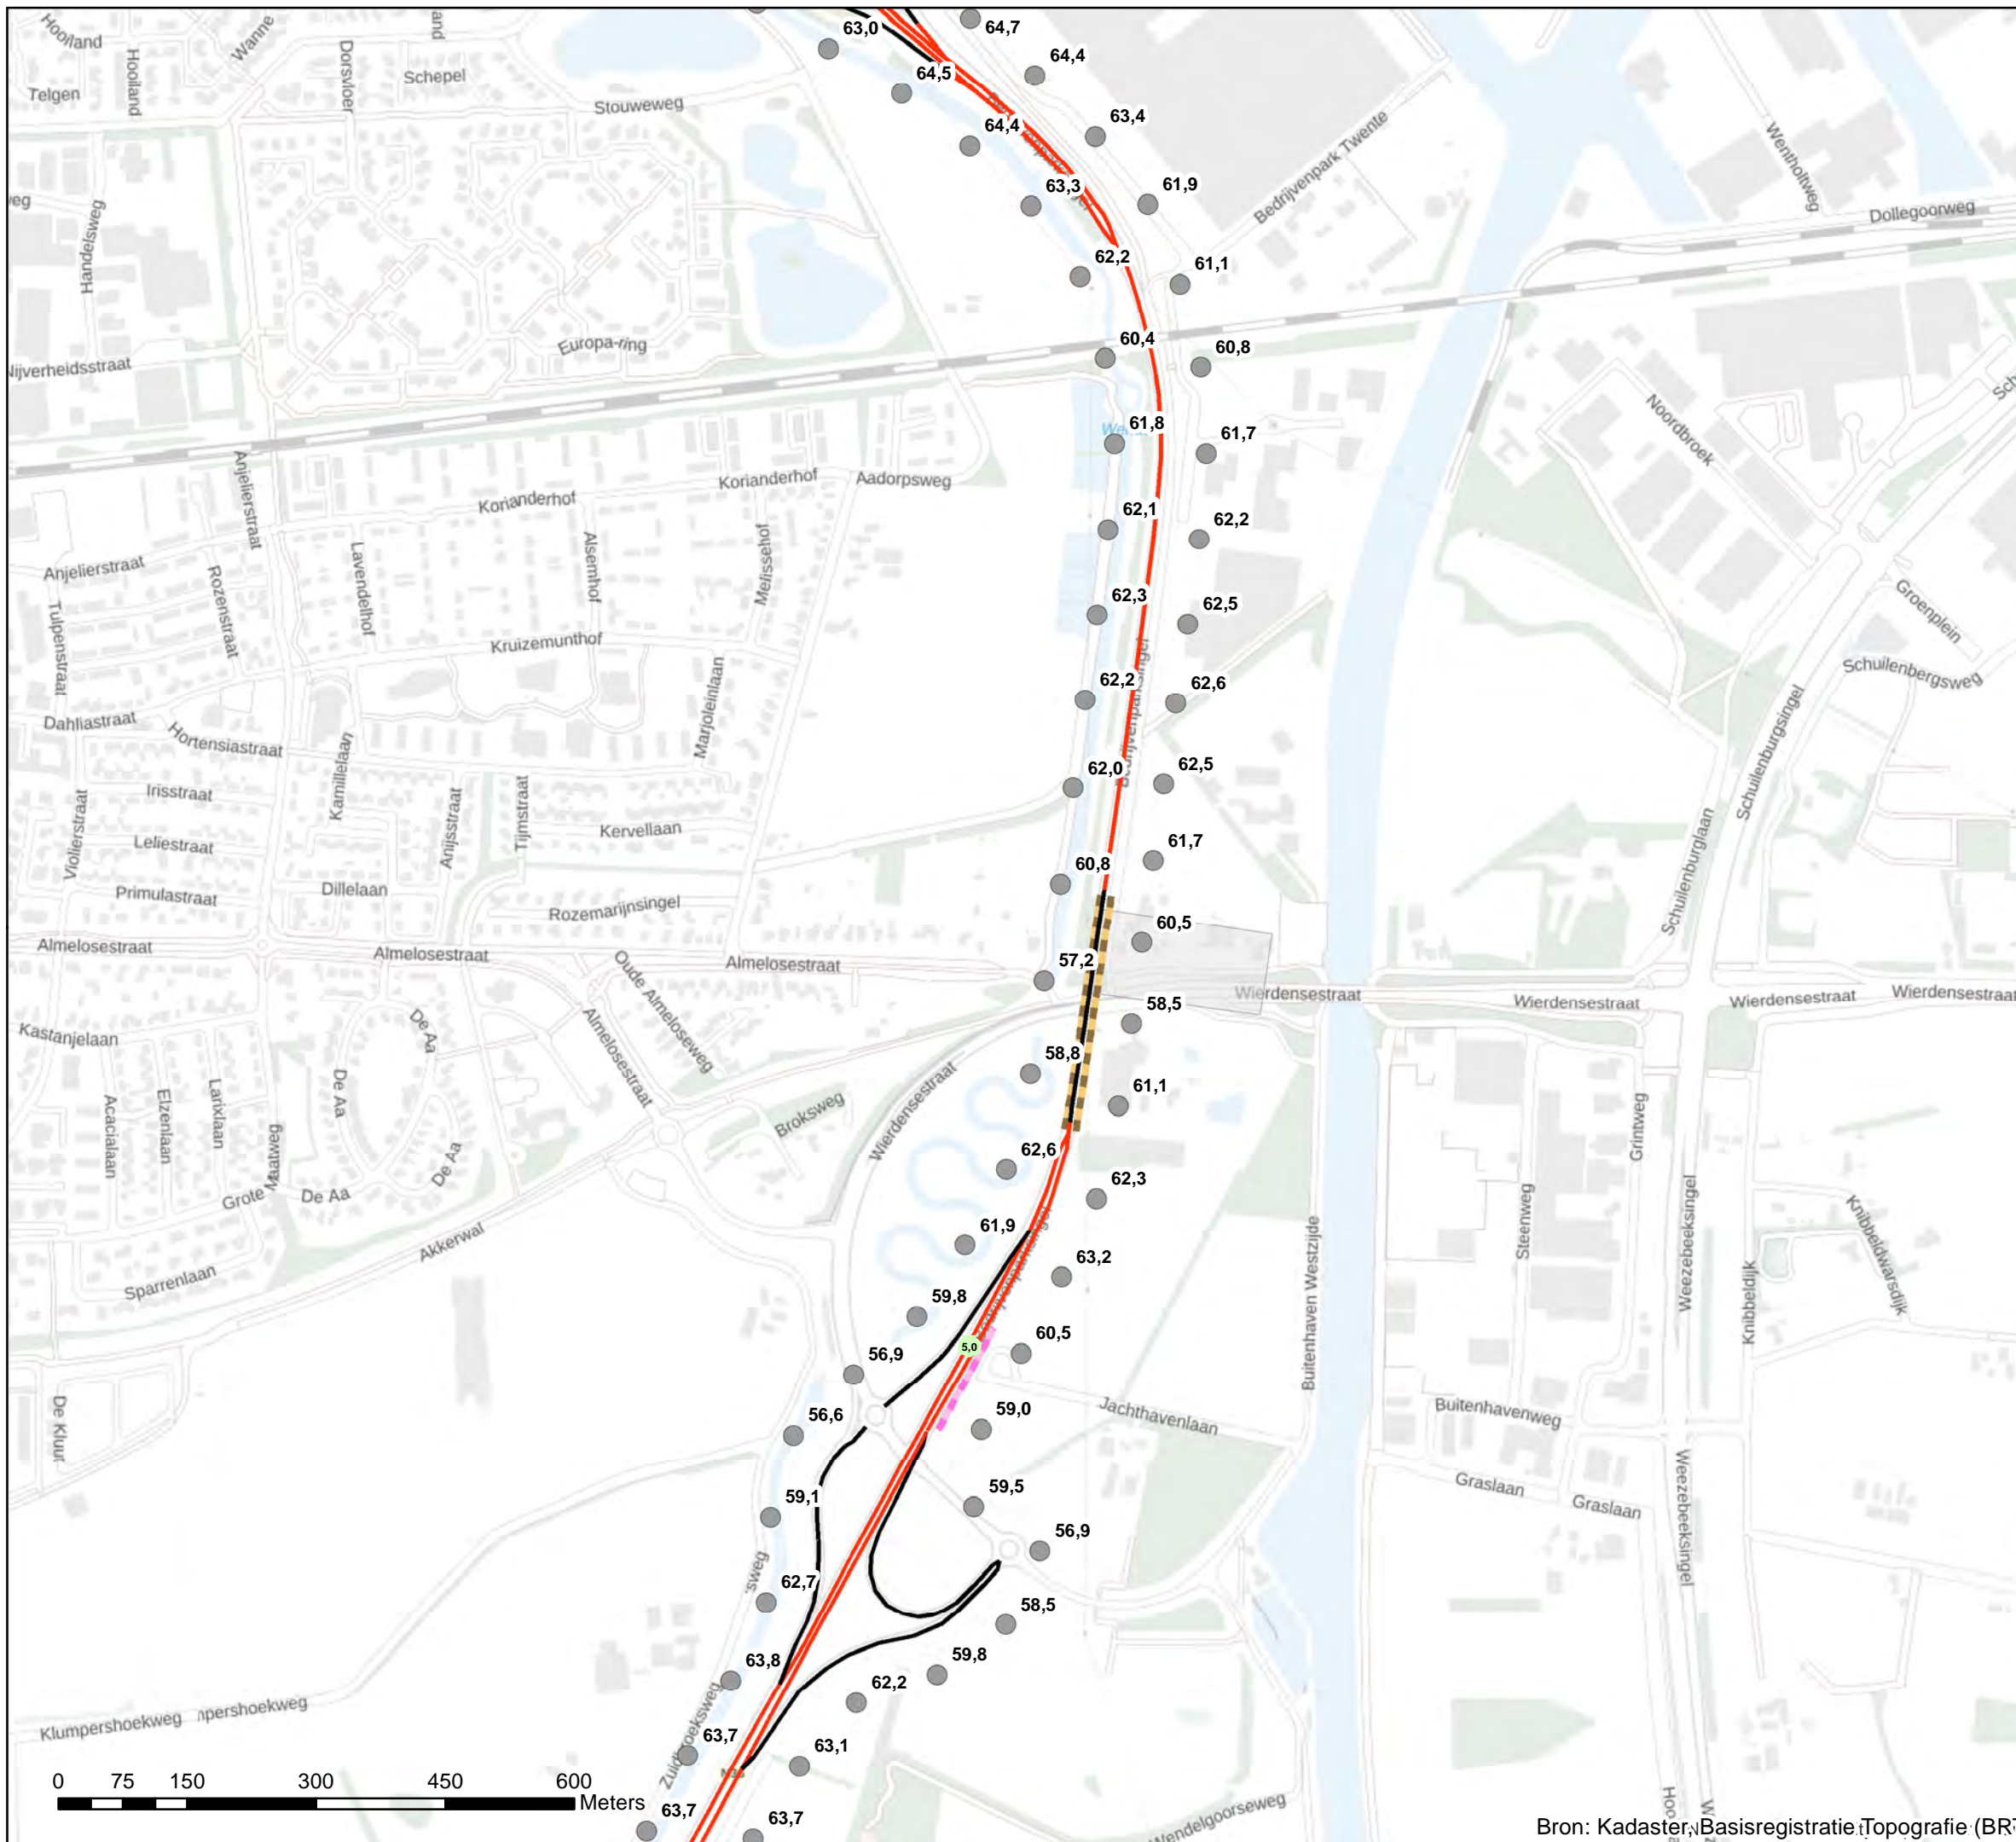 Hooiland
Wanne
63,0
64,7
Dorsvloer
64,4
Hooiland
Schepel
64,5
Telgen
Stouweweg
63,4
64,4
Bedrijvenpark Twente
Wentholtweg
63,3
61,9
Dollegoorweg
Handelsweg
62,2
61,1
60,4
60,8
Europa-ring
Nijverheidsstraat
Noordbroek
61,8
61,7
Anjelierstraat
Korianderhof
Korianderhof
Aadorpsweg
62,1
62,2
Alsemhof
Melissehof
Anjelierstraat
Lavendelhof
Rozenstraat
62,3
62,5
Groenplein
Tulpenstraat
Kruizemunthof
Schuilenbergsweg
62,2
62,6
Bedrijvenparksingel
Marjoleinlaan
Dahliastraat
Hortensiastraat
Kamillelaan
Schuilenburgsingel
62,0
62,5
Irisstraat
Tijmstraat
Anijsstraat
Violierstraat
Kervellaan
Leliestraat
61,7
Schuilenburglaan
60,8
Primulastraat
Dillelaan
Rozemarijnsingel
60,5
Almelosestraat
Almelosestraat
Almelosestraat
57,2
Oude Almeloseweg
Wierdensestraat
Wierdensestraat
Wierdensestraat
Wierdensestraat
58,5
Kastanjelaan
De Aa
Almelosestraat
58,8
Wierdensestraat
61,1
Acacialaan
Elzenlaan
Larixlaan
De Aa
Broksweg
Grintweg
Grote Maatweg
De Aa
De Aa
62,6
62,3
Akkerwal
61,9
Bedrijvenparksingel
Steenweg
Weezebeeksingel
Knibbeldwarsdijk
63,2
Sparrenlaan
59,8
Buitenhaven Westzijde
Knibbeldijk
5,0
60,5
56,9
De Kluur
56,6
59,0
Jachthavenlaan
Buitenhavenweg
59,5
Graslaan
Graslaan
Weezebeeksingel
59,1
56,9
62,7
58,5
63,8
59,8
62,2
Klumpershoekweg
63,7
Zuidbroeksweg
63,1
0 75 150 300 450 600
Meters
63,7
63,7
Wendelgoorseweg
Bron: Kadaster, Basisregistratie Topografie (BRT